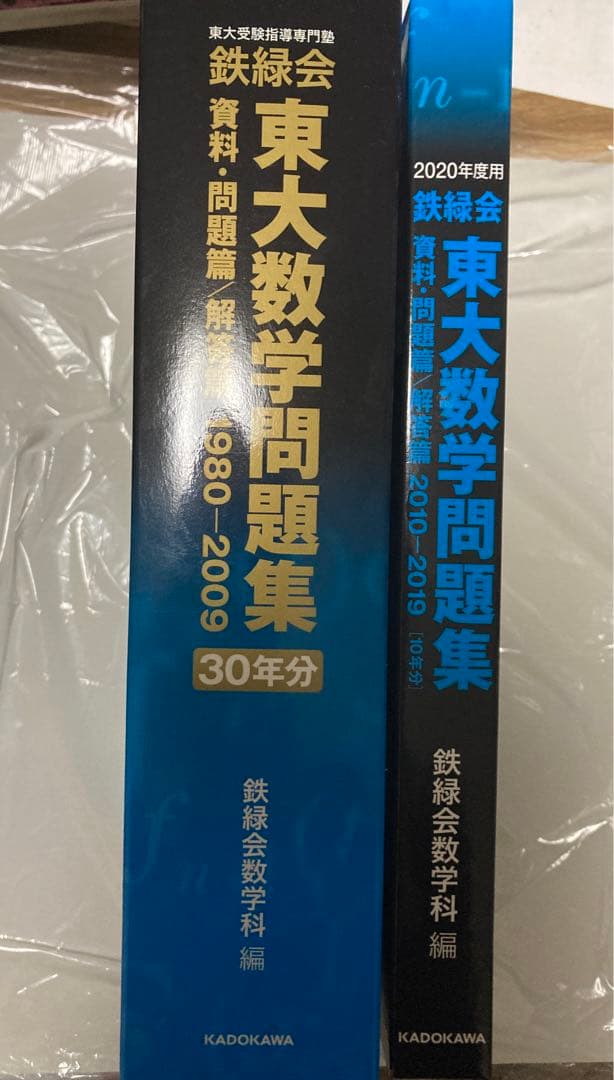 東大受験指導専門塾
鉄緑会
東大数学問題集
資料・問題篇/解答篇 1980-2009
30年分
鉄緑会数学科 編
KADOKAWA
n-1
2020年度用
鉄緑会
東大数学問題集
資料・問題篇/解答篇 2010-2019 [10年分]
鉄緑会数学科 編
KADOKAWA